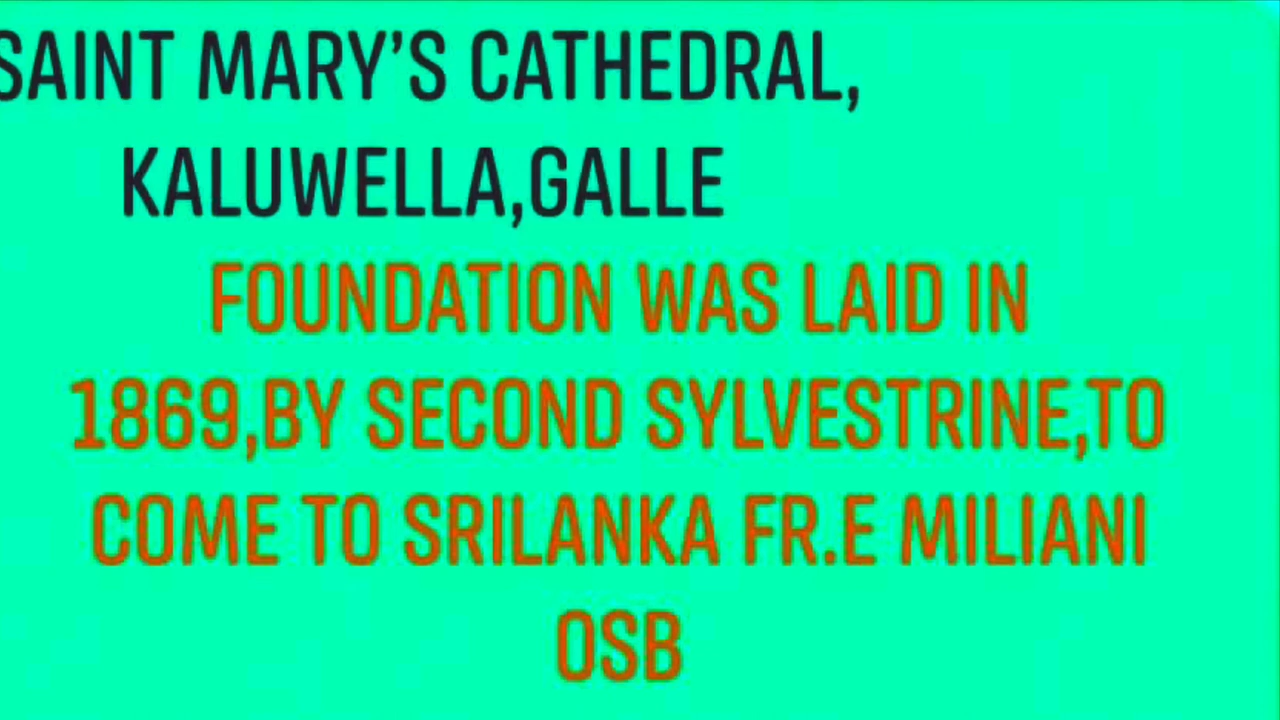 SAINT MARY’S CATHEDRAL,
KALUWELLA,GALLE
FOUNDATION WAS LAID IN
1869,BY SECOND SYLVESTRINE,TO
COME TO SRILANKA FR.E MILIANI
OSB